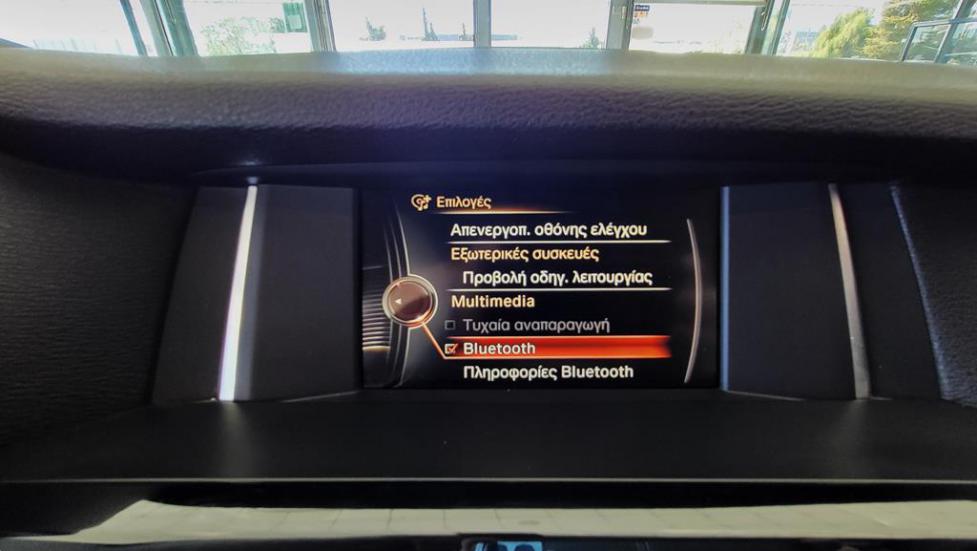 Επιλογές
Απενεργοπ. οθόνης ελέγχου
Εξωτερικές συσκευές
Προβολή οδηγ. λειτουργίας
Multimedia
Τυχαία αναπαραγωγή
Bluetooth
Πληροφορίες Bluetooth